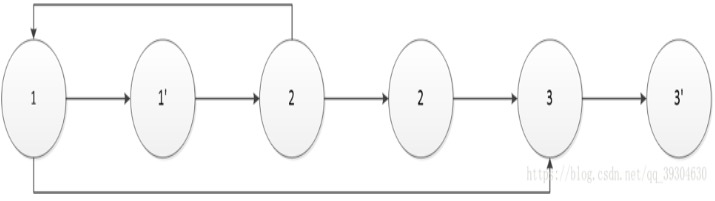 1 1' 2 2 3 3'
https://blog.csdn.net/qq_39304630